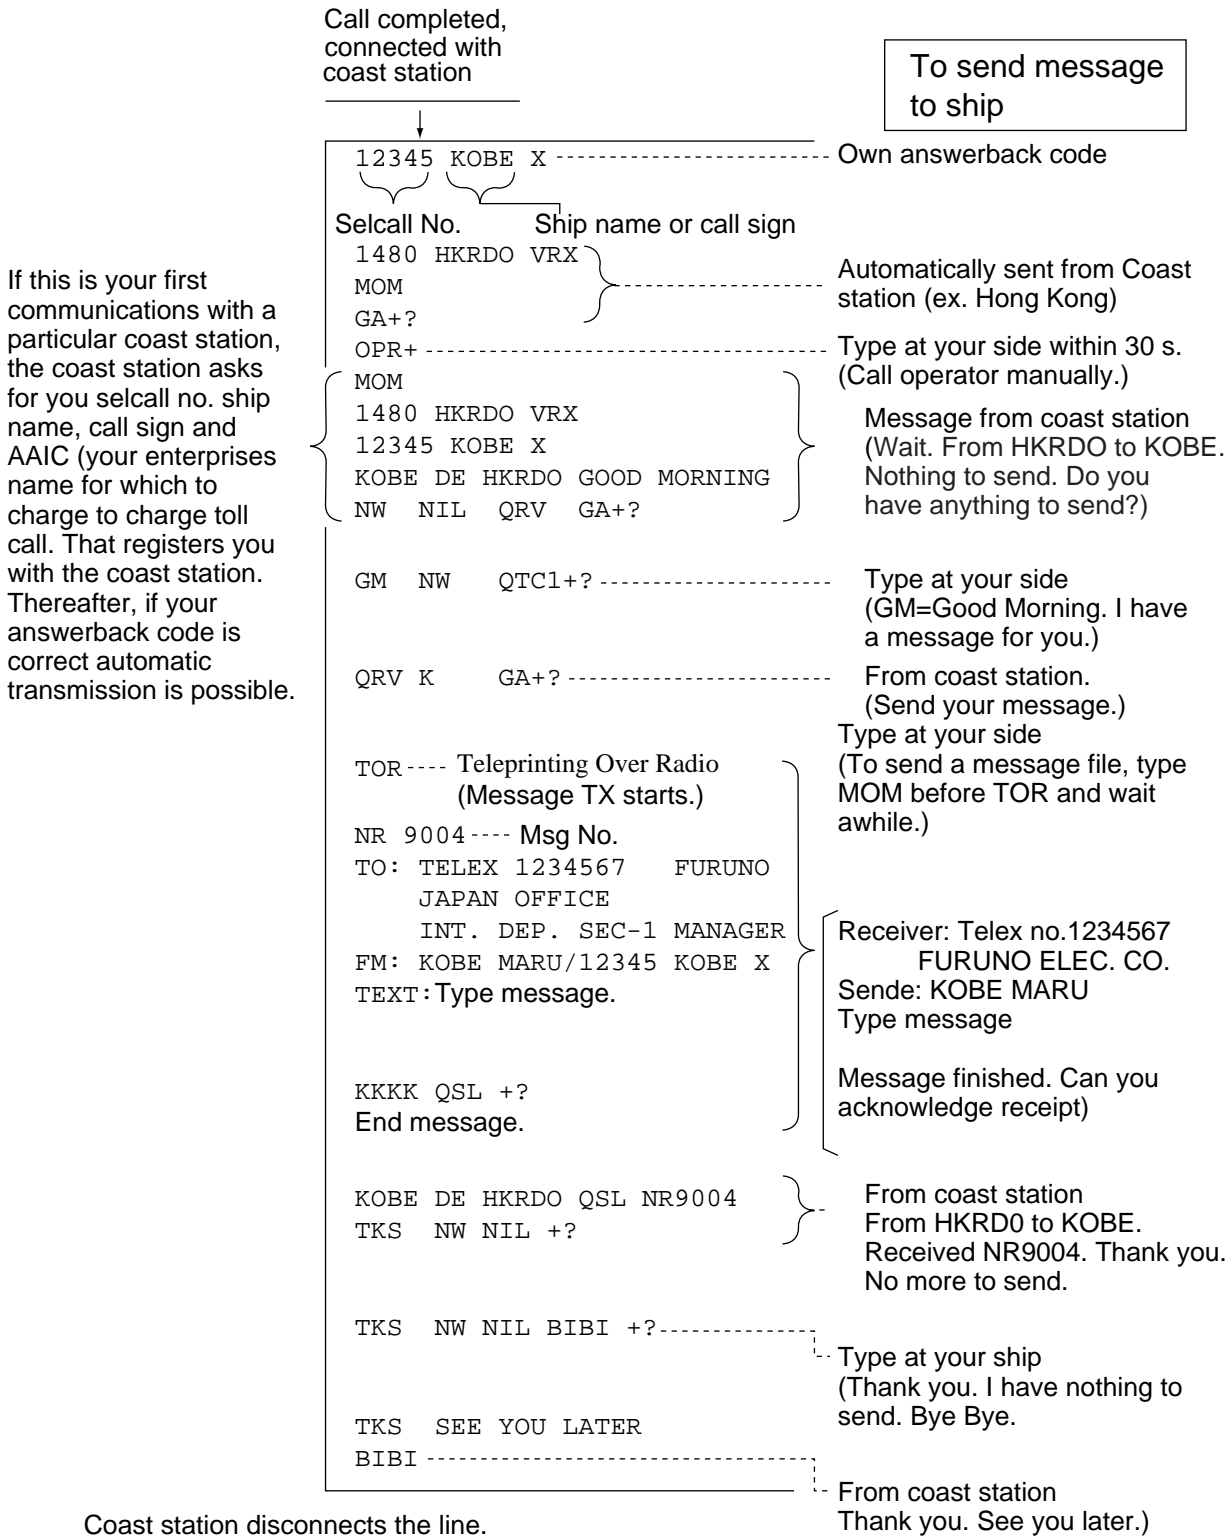 Call completed,
connected with
coast station
To send message
to ship
12345 KOBE X
Own answerback code
Selcall No.
Ship name or call sign
1480 HKRDO VRX
MOM
GA+?
Automatically sent from Coast
station (ex. Hong Kong)
OPR+
Type at your side within 30 s.
(Call operator manually.)
If this is your first
communications with a
particular coast station,
the coast station asks
for you selcall no. ship
name, call sign and
AAIC (your enterprises
name for which to
charge to charge toll
call. That registers you
with the coast station.
Thereafter, if your
answerback code is
correct automatic
transmission is possible.
MOM
1480 HKRDO VRX
12345 KOBE X
KOBE DE HKRDO GOOD MORNING
NW NIL QRV GA+?
Message from coast station
(Wait. From HKRDO to KOBE.
Nothing to send. Do you
have anything to send?)
GM NW QTC1+?
Type at your side
(GM=Good Morning. I have
a message for you.)
QRV K GA+?
From coast station.
(Send your message.)
TOR
Teleprinting Over Radio
(Message TX starts.)
Type at your side
(To send a message file, type
MOM before TOR and wait
awhile.)
NR 9004
Msg No.
TO: TELEX 1234567 FURUNO
JAPAN OFFICE
INT. DEP. SEC-1 MANAGER
FM: KOBE MARU/12345 KOBE X
TEXT:Type message.
Receiver: Telex no.1234567
FURUNO ELEC. CO.
Sende: KOBE MARU
Type message
KKKK QSL +?
End message.
Message finished. Can you
acknowledge receipt)
KOBE DE HKRDO QSL NR9004
TKS NW NIL +?
From coast station
From HKRD0 to KOBE.
Received NR9004. Thank you.
No more to send.
TKS NW NIL BIBI +?
Type at your ship
(Thank you. I have nothing to
send. Bye Bye.
TKS SEE YOU LATER
BIBI
From coast station
Thank you. See you later.)
Coast station disconnects the line.